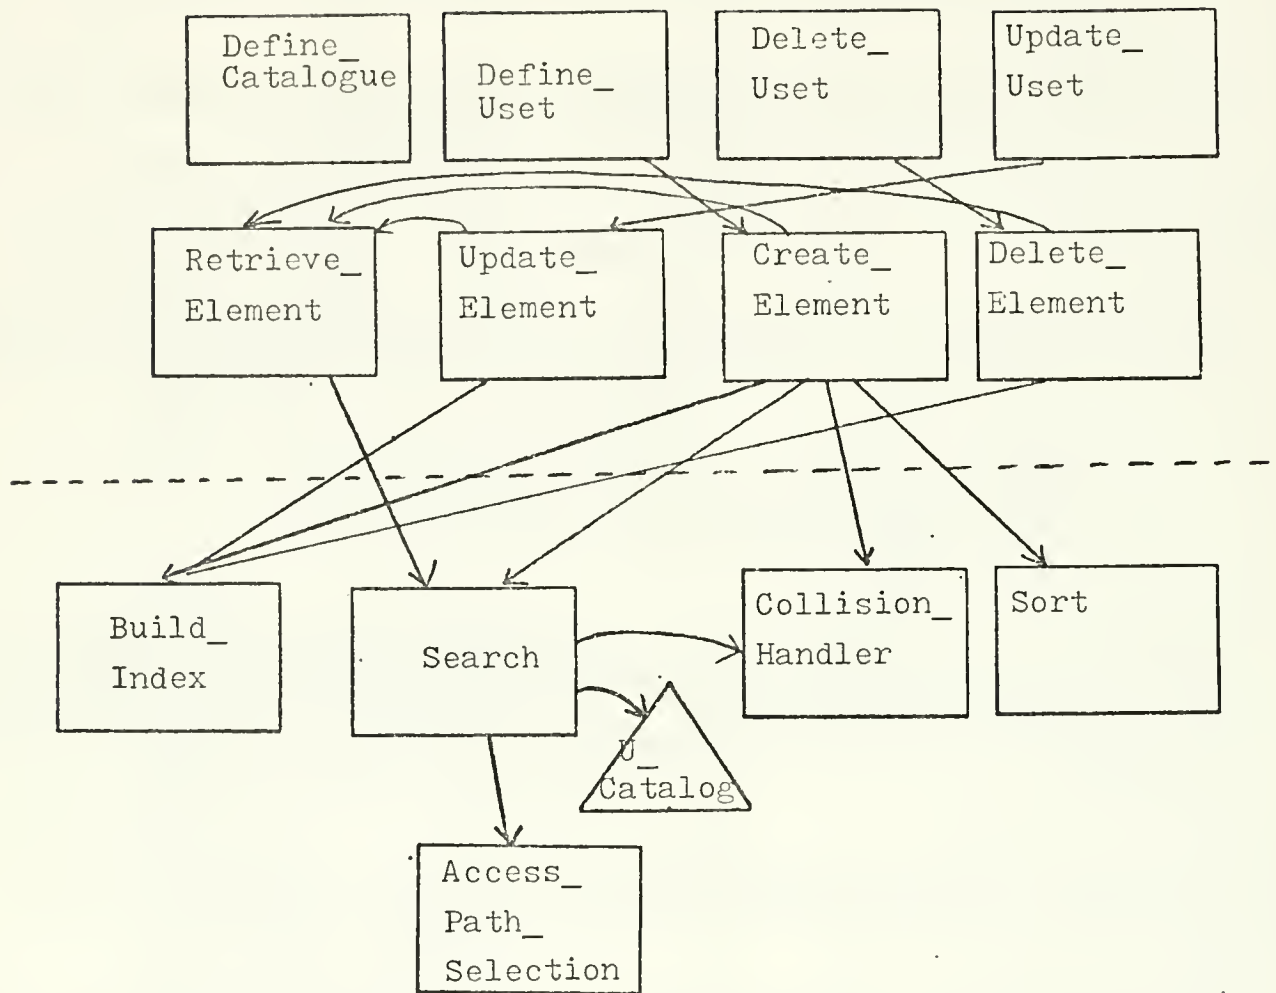 Define_
Catalogue
Define_
Uset
Delete_
Uset
Update_
Uset
Retrieve_
Element
Update_
Element
Create_
Element
Delete_
Element
Build_
Index
Search
Collision_
Handler
Sort
U_
Catalog
Access_
Path_
Selection